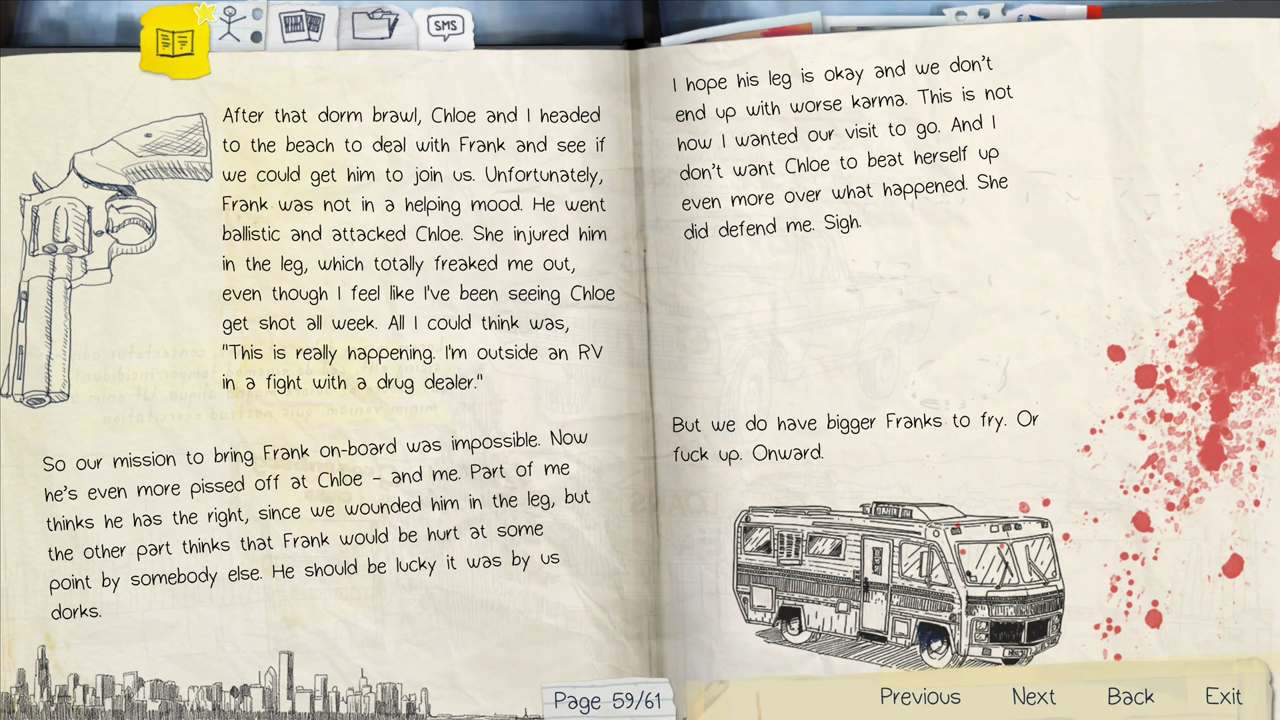 SMS
After that dorm brawl, Chloe and I headed
to the beach to deal with Frank and see if
we could get him to join us. Unfortunately,
Frank was not in a helping mood. He went
ballistic and attacked Chloe. She injured him
in the leg, which totally freaked me out,
even though I feel like I've been seeing Chloe
get shot all week. All I could think was,
"This is really happening. I'm outside an RV
in a fight with a drug dealer."
So our mission to bring Frank on-board was impossible. Now
he's even more pissed off at Chloe - and me. Part of me
thinks he has the right, since we wounded him in the leg, but
the other part thinks that Frank would be hurt at some
point by somebody else. He should be lucky it was by us
dorks.
I hope his leg is okay and we don't
end up with worse karma. This is not
how I wanted our visit to go. And I
don't want Chloe to beat herself up
even more over what happened. She
did defend me. Sigh.
But we do have bigger Franks to fry. Or
fuck up. Onward.
Page 59/61
Previous
Next
Back
Exit